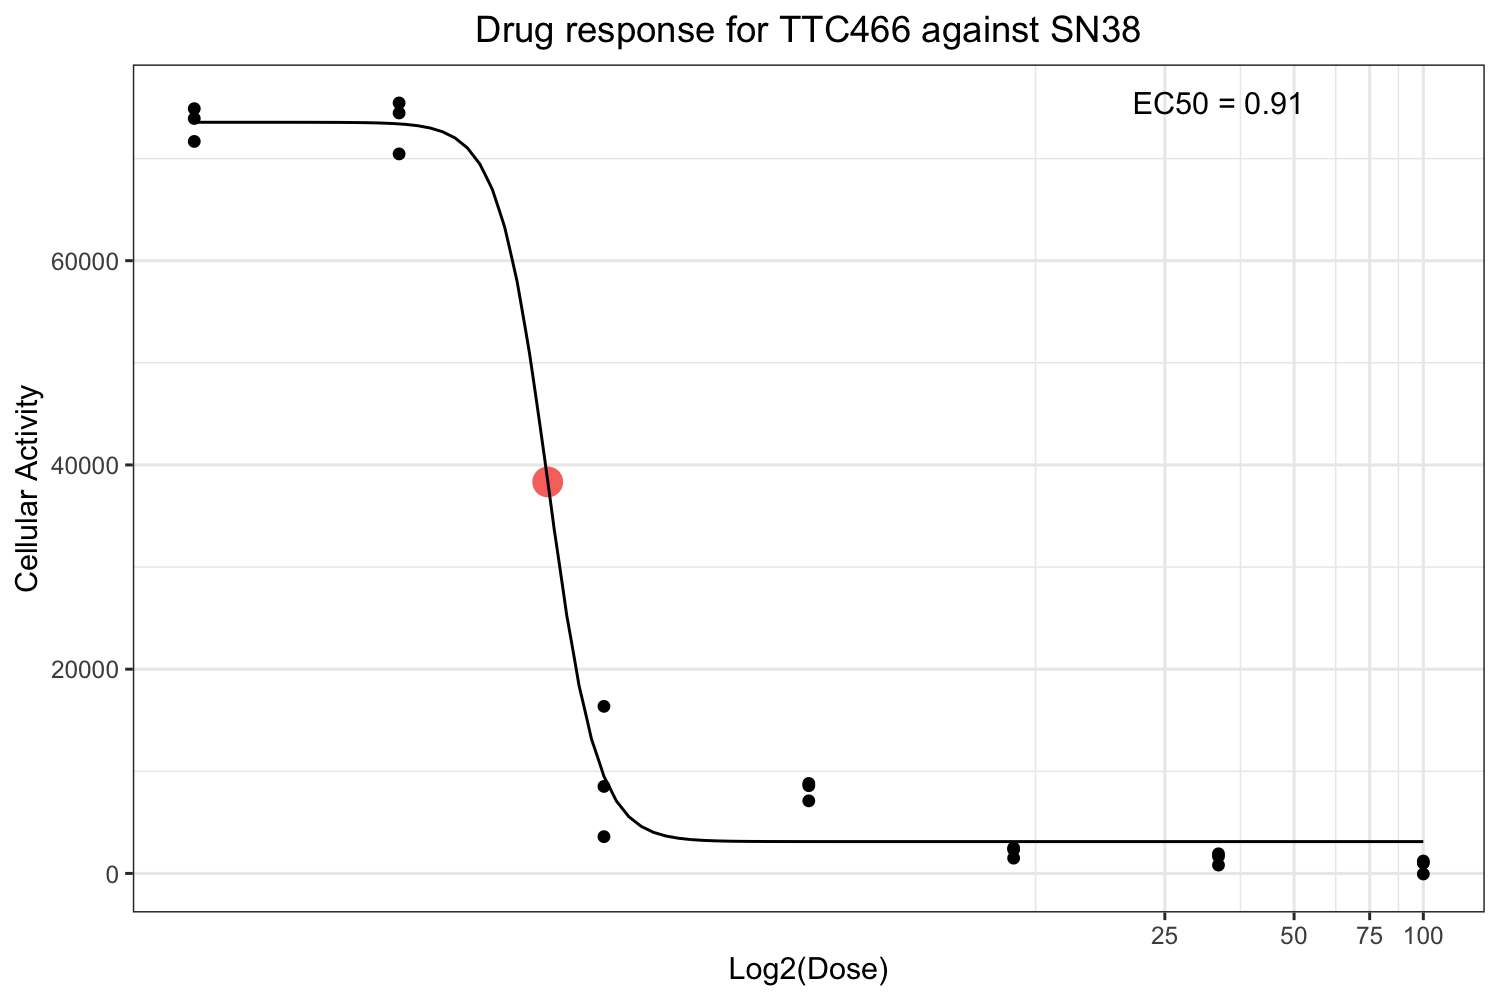 Drug response for TTC466 against SN38
EC50 = 0.91
Cellular Activity
60000
40000
20000
0
25 50 75 100
Log2(Dose)